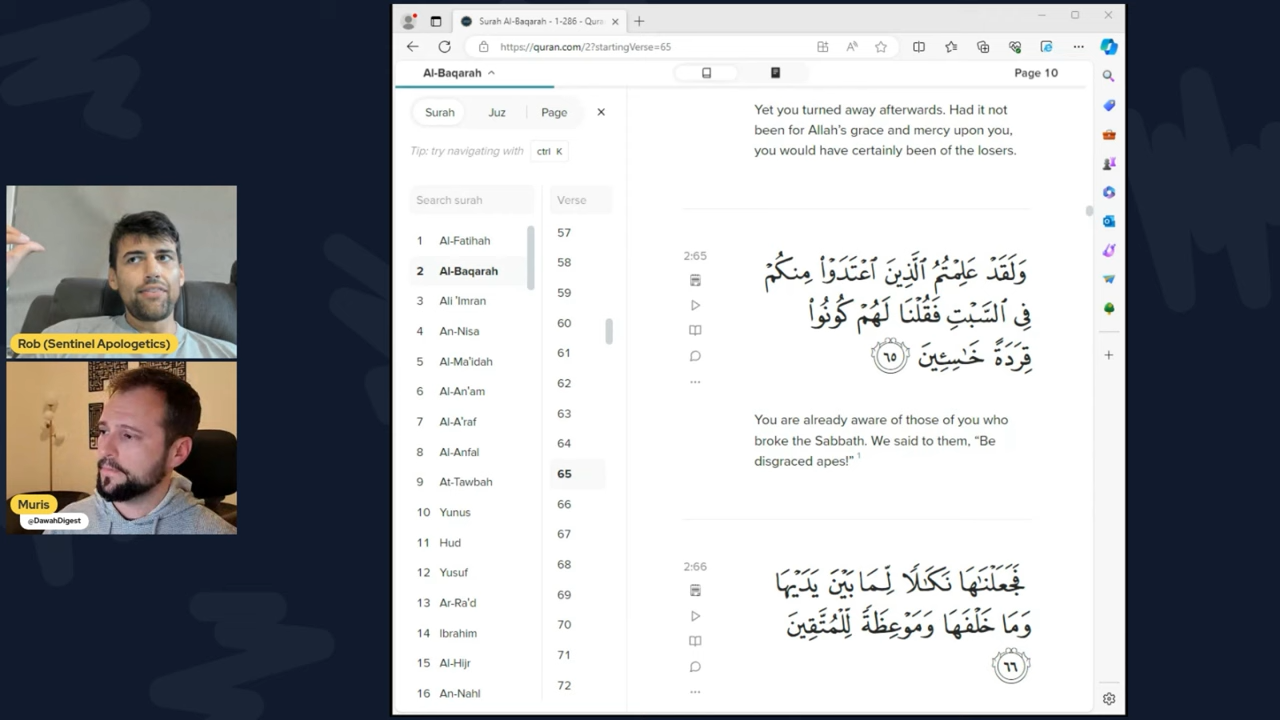 Surah Al-Baqarah - 1-286 - Qura
https://quran.com/2?startingVerse=65
Al-Baqarah
Page 10
Surah
Juz
Page
Tip: try navigating with
ctrl K
Search surah
Verse
1 Al-Fatihah
2 Al-Baqarah
3 Ali 'Imran
4 An-Nisa
5 Al-Ma'idah
6 Al-An'am
7 Al-A'raf
8 Al-Anfal
9 At-Tawbah
10 Yunus
11 Hud
12 Yusuf
13 Ar-Ra'd
14 Ibrahim
15 Al-Hijr
16 An-Nahl
57
58
59
60
61
62
63
64
65
66
67
68
69
70
71
72
Yet you turned away afterwards. Had it not
been for Allah's grace and mercy upon you,
you would have certainly been of the losers.
2:65
وَلَقَدْ عَلِمْتُمُ ٱلَّذِينَ ٱعْتَدَوْا۟ مِنكُمْ
فِى ٱلسَّبْتِ فَقُلْنَا لَهُمْ كُونُوا۟
قِرَدَةً خَـٰسِـِٔينَ ٦٥
You are already aware of those of you who
broke the Sabbath. We said to them, “Be
disgraced apes!” 1
2:66
فَجَعَلْنَـٰهَا نَكَـٰلًا لِّمَا بَيْنَ يَدَيْهَا
وَمَا خَلْفَهَا وَمَوْعِظَةً لِّلْمُتَّقِينَ
٦٦
Rob (Sentinel Apologetics)
Muris
@DawahDigest